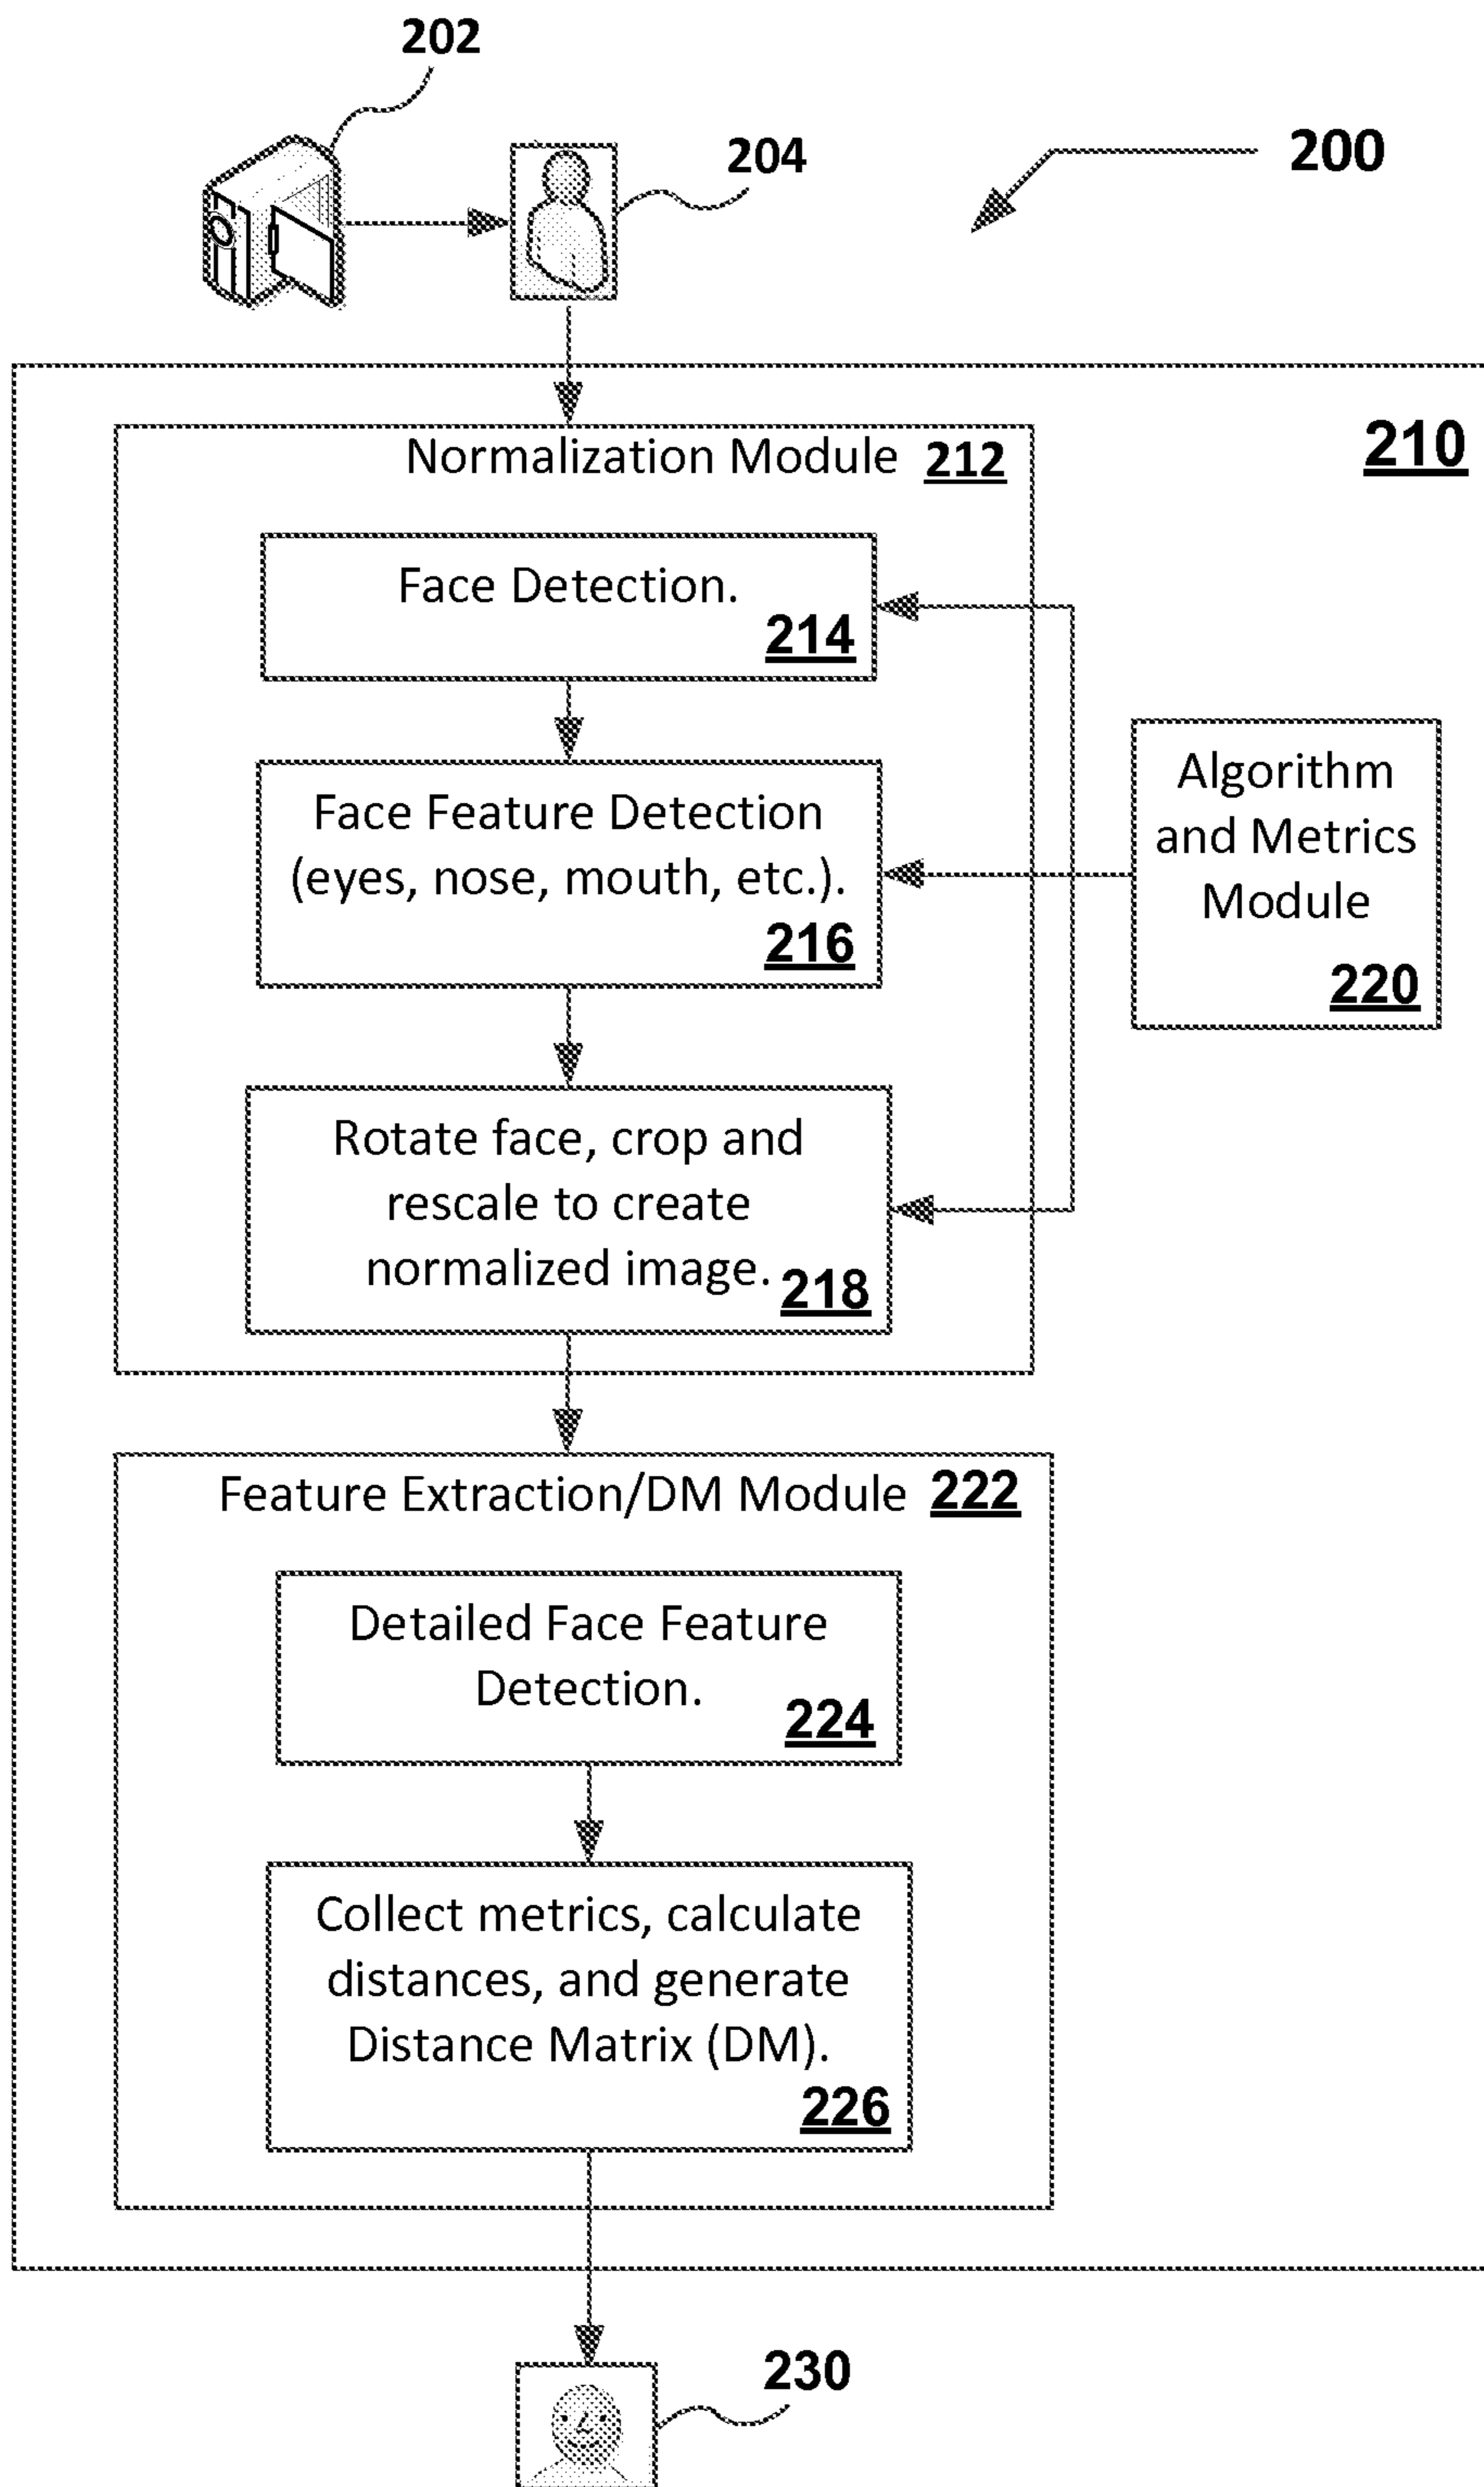 202
204
200
210
Normalization Module 212
Face Detection.
214
Face Feature Detection
(eyes, nose, mouth, etc.).
216
Algorithm
and Metrics
Module
220
Rotate face, crop and
rescale to create
normalized image. 218
Feature Extraction/DM Module 222
Detailed Face Feature
Detection.
224
Collect metrics, calculate
distances, and generate
Distance Matrix (DM).
226
230